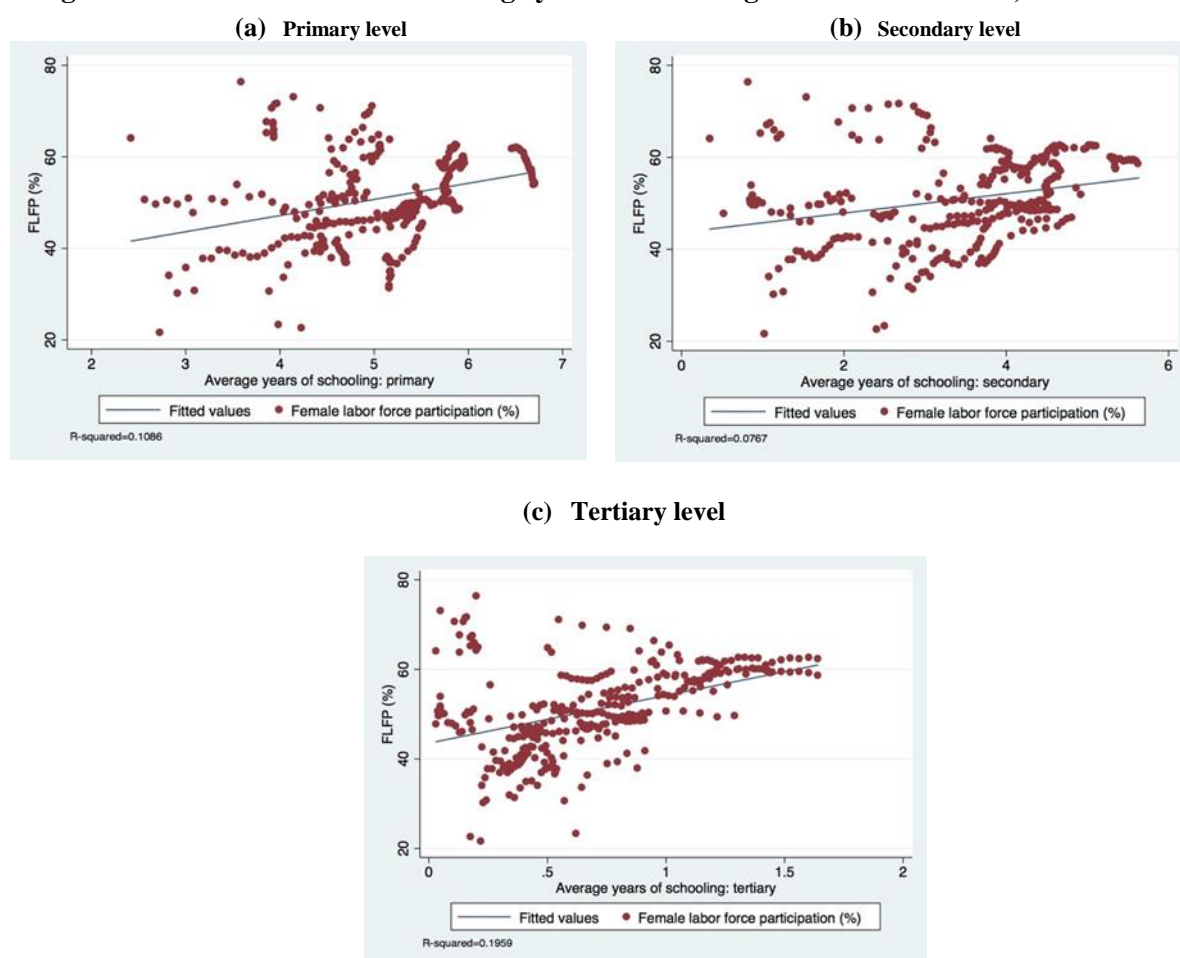 (a) Primary level
80
60
40
20
FLFP (%)
2 3 4 5 6 7
Average years of schooling: primary
Fitted values Female labor force participation (%)
R-squared=0.1086
(b) Secondary level
80
60
40
20
FLFP (%)
0 2 4 6
Average years of schooling: secondary
Fitted values Female labor force participation (%)
R-squared=0.0767
(c) Tertiary level
80
60
40
20
FLFP (%)
0 .5 1 1.5 2
Average years of schooling: tertiary
Fitted values Female labor force participation (%)
R-squared=0.1959